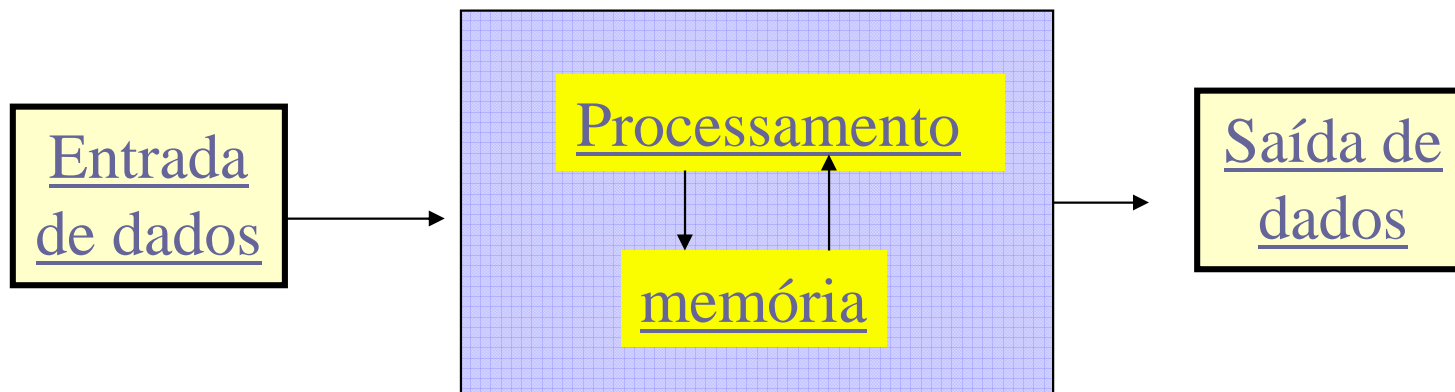 Entrada
de dados
Processamento
memória
Saída de
dados